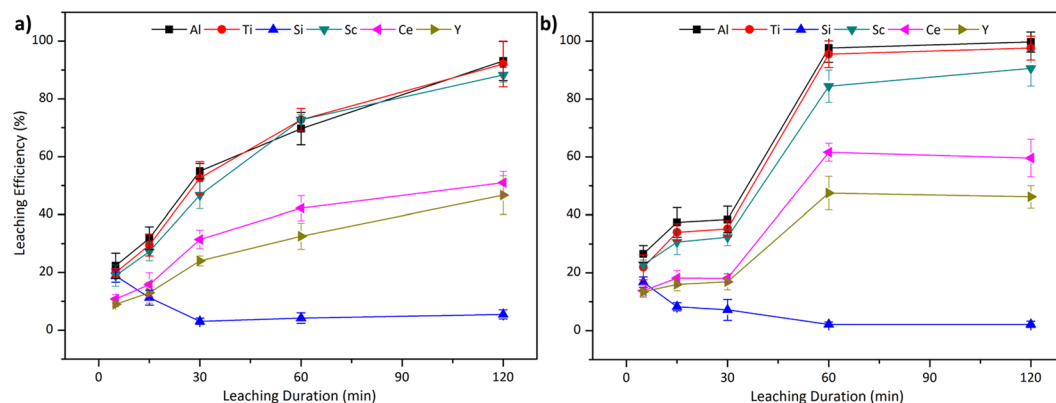 a)
Al Ti Si Sc Ce Y
100
80
60
40
20
0
Leaching Efficiency (%)
0 30 60 90 120
Leaching Duration (min)
b)
Al Ti Si Sc Ce Y
100
80
60
40
20
0
0 30 60 90 120
Leaching Duration (min)